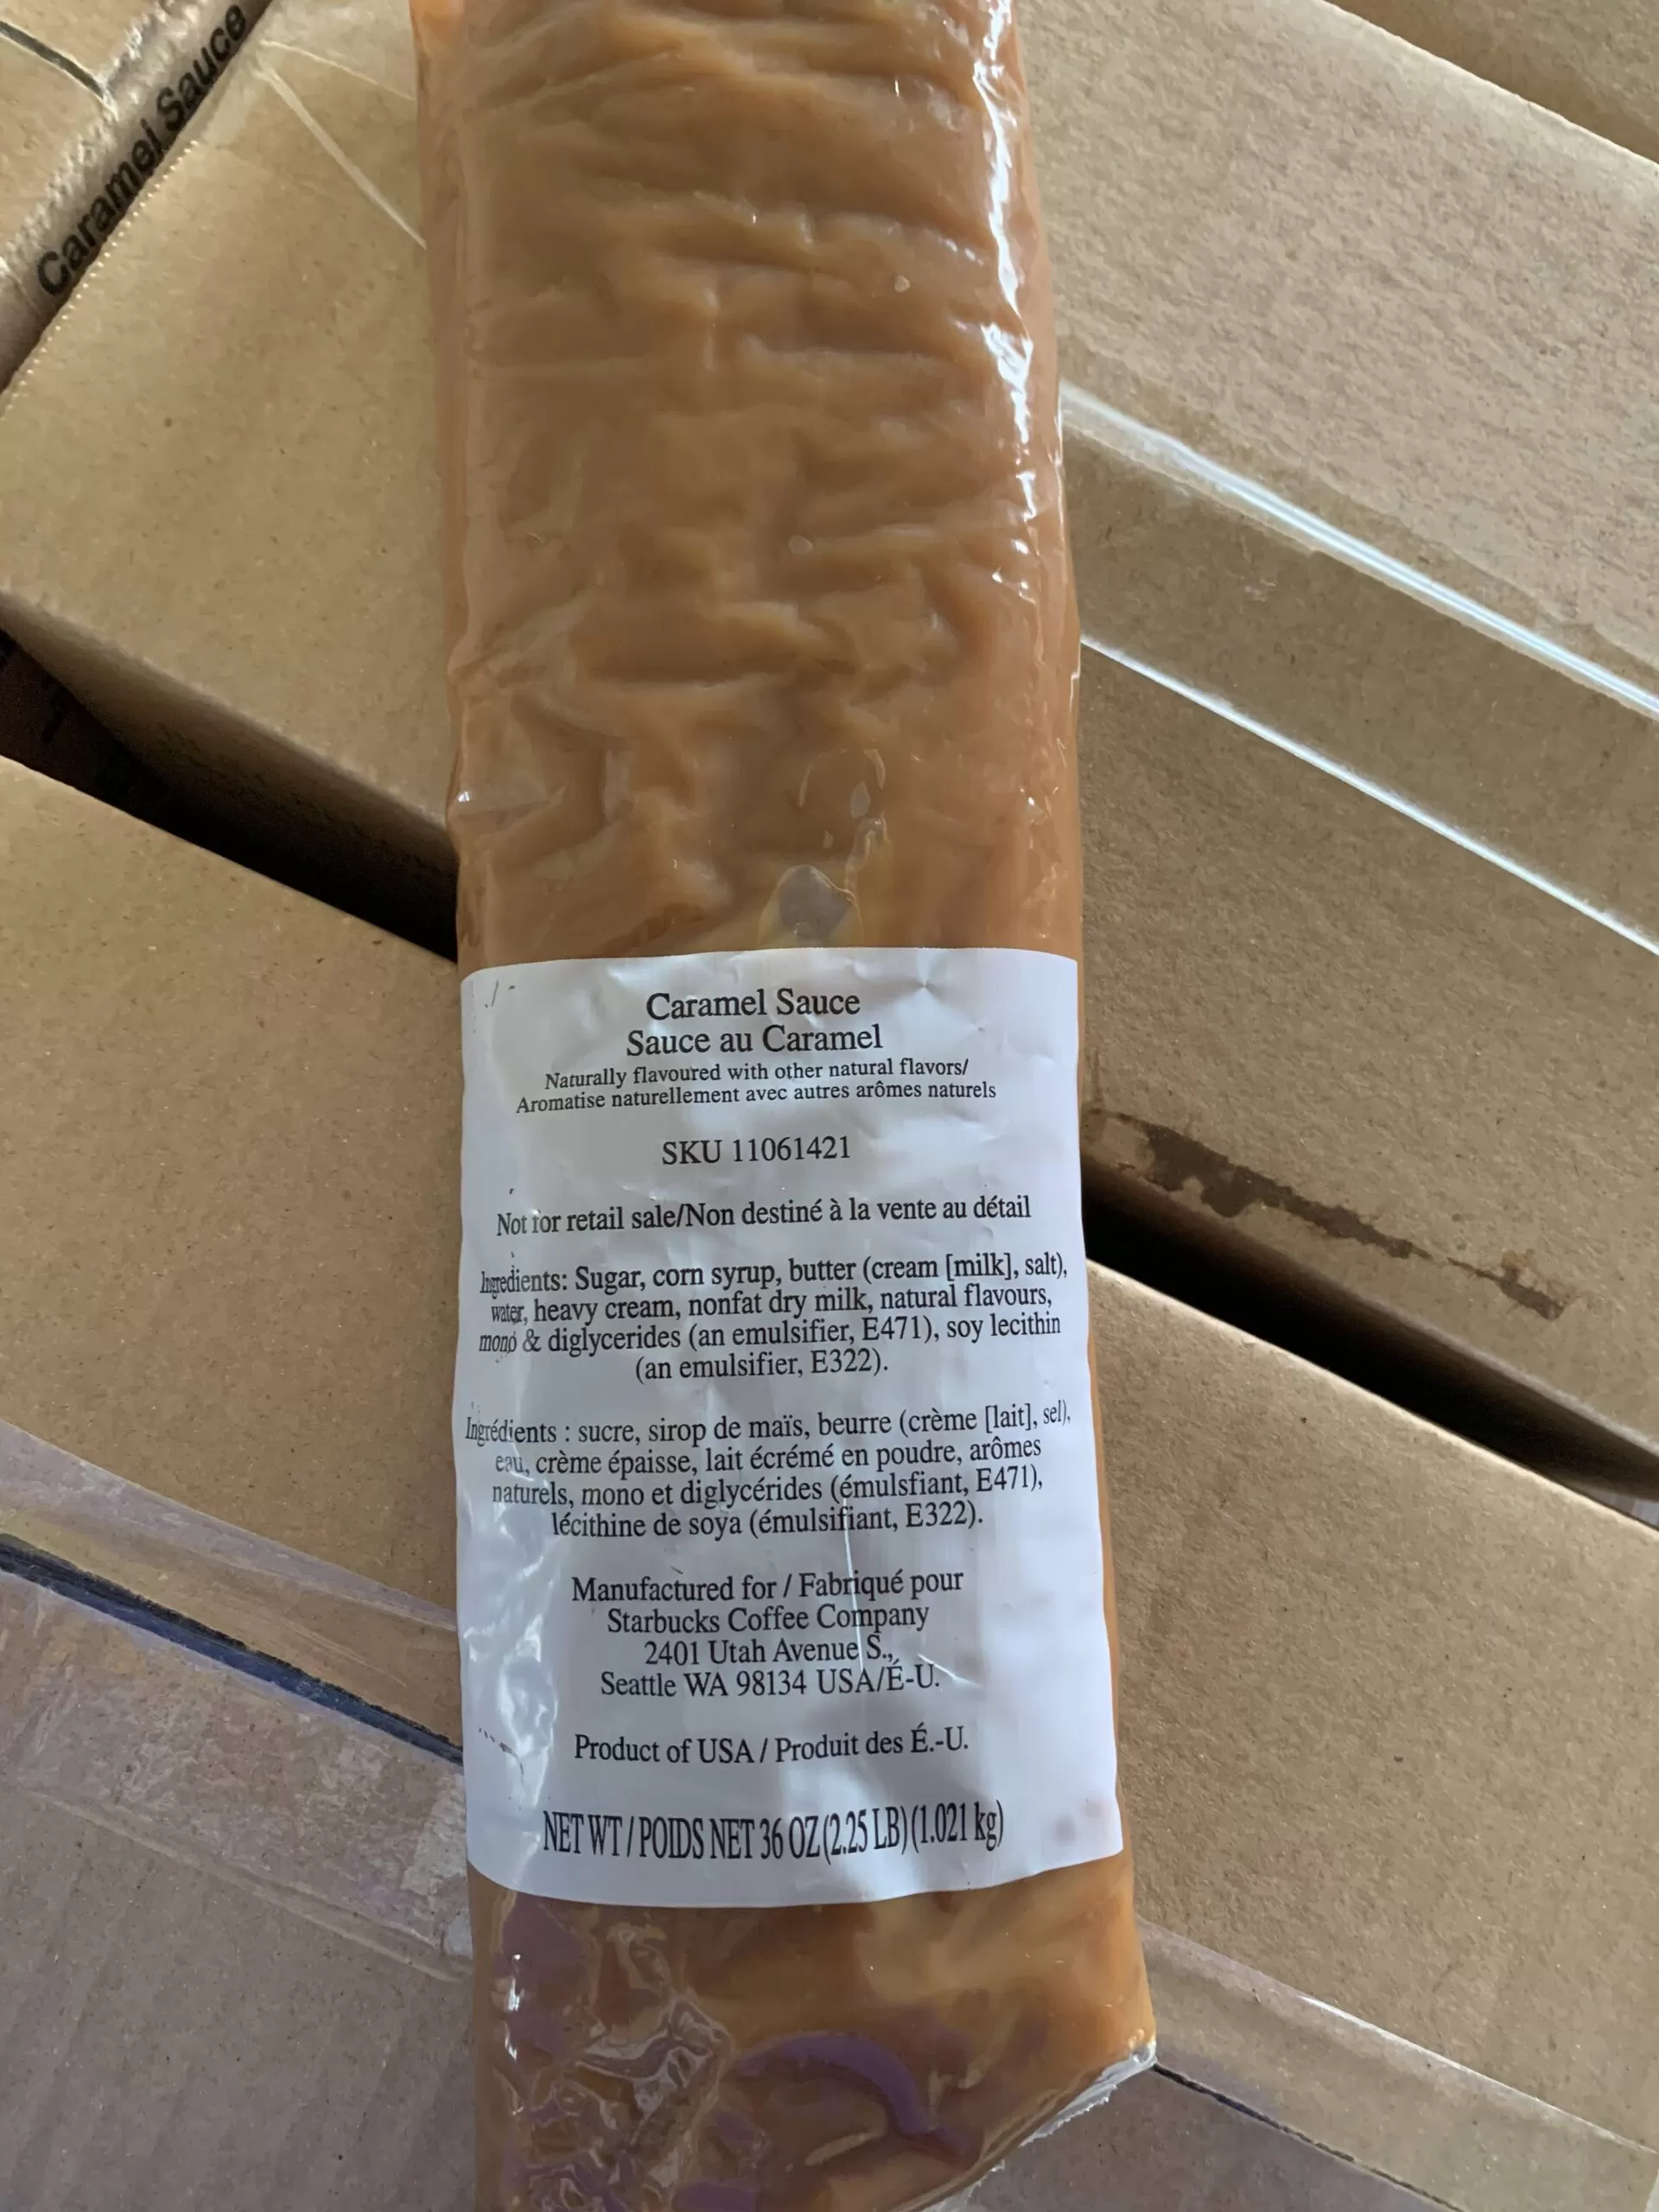 Caramel Sauce
Caramel Sauce
Sauce au Caramel
Naturally flavoured with other natural flavors/
Aromatise naturellement avec autres arômes naturels
SKU 11061421
Not for retail sale/Non destiné à la vente au détail
Ingredients: Sugar, corn syrup, butter (cream [milk], salt),
water, heavy cream, nonfat dry milk, natural flavours,
mono & diglycerides (an emulsifier, E471), soy lecithin
(an emulsifier, E322).
Ingrédients : sucre, sirop de maïs, beurre (crème [lait], sel),
eau, crème épaisse, lait écrémé en poudre, arômes
naturels, mono et diglycérides (émulsfiant, E471),
lécithine de soya (émulsifiant, E322).
Manufactured for / Fabriqué pour
Starbucks Coffee Company
2401 Utah Avenue S.,
Seattle WA 98134 USA/É-U.
Product of USA / Produit des É.-U.
NET WT / POIDS NET 36 OZ (2.25 LB) (1.021 kg)